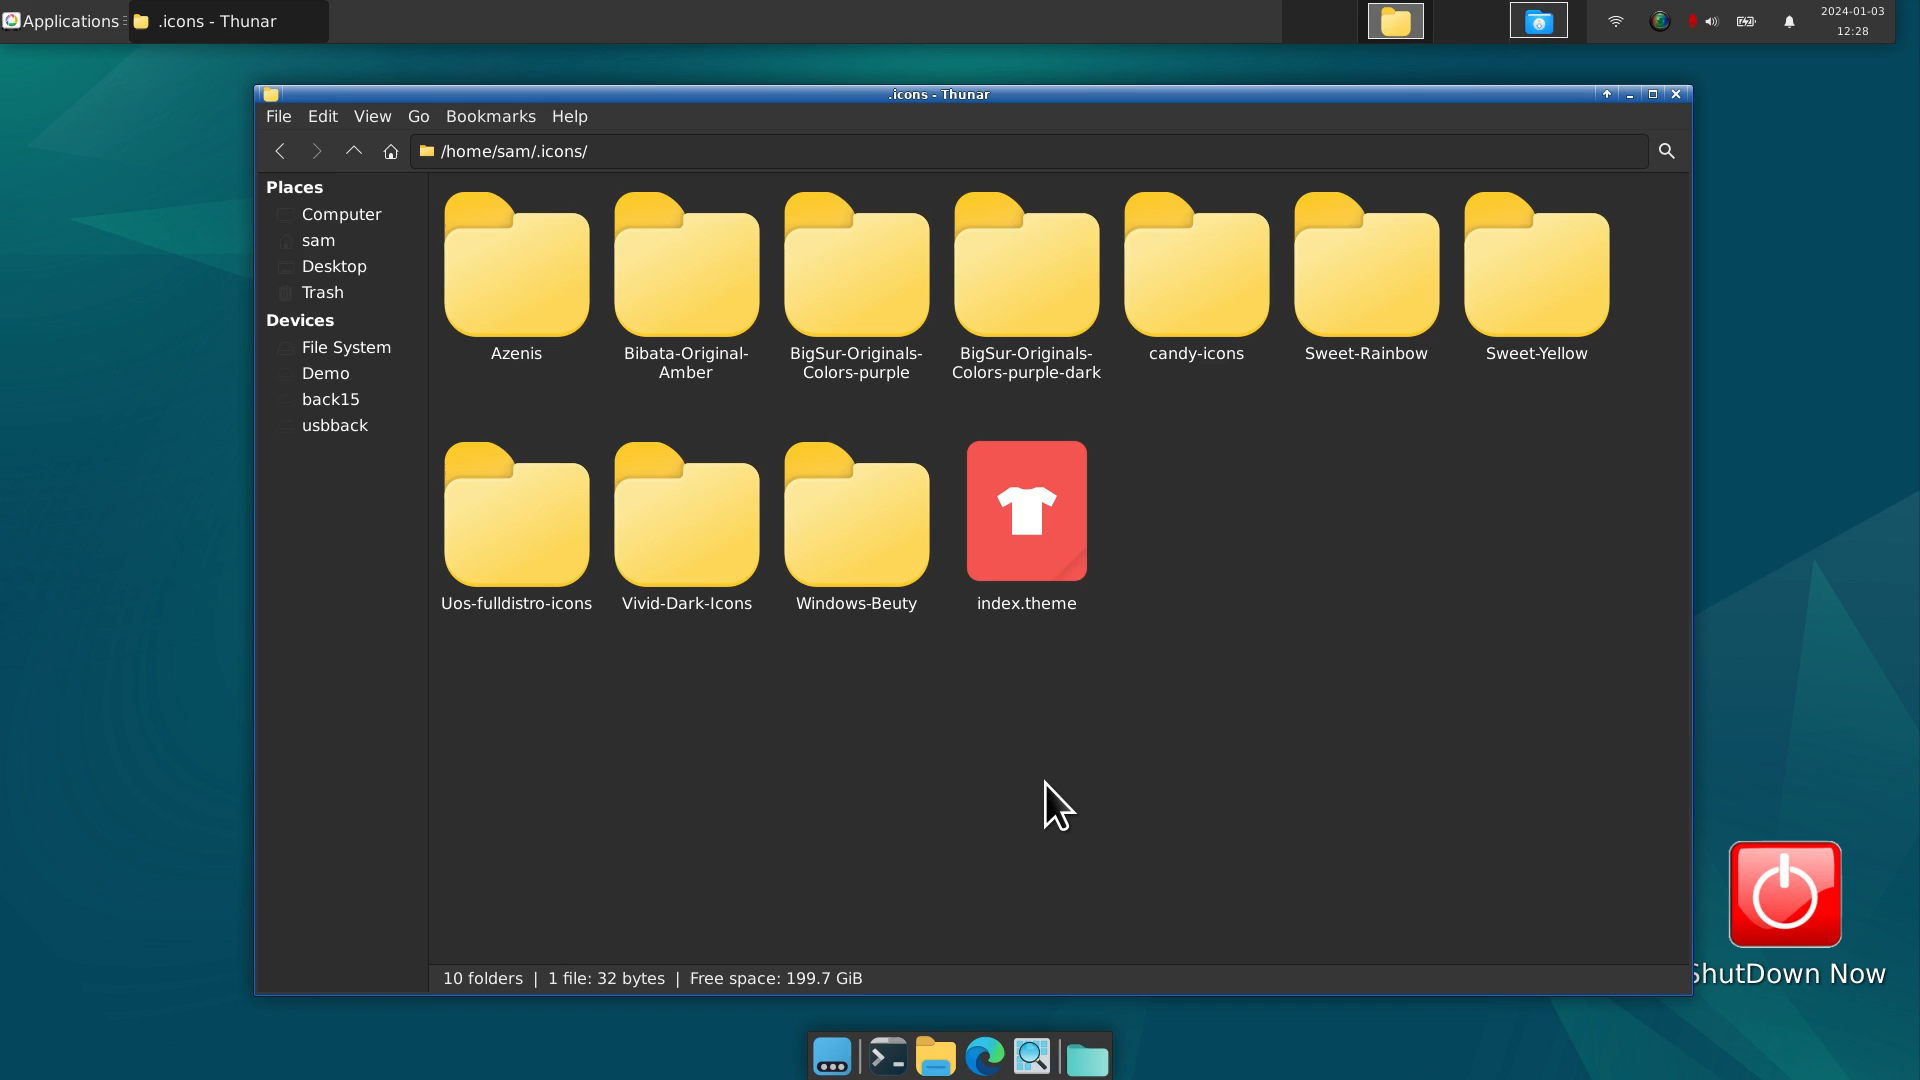 Applications
.icons - Thunar
2024-01-03
12:28
.icons - Thunar
File Edit View Go Bookmarks Help
/home/sam/.icons/
Places
Computer
sam
Desktop
Trash
Devices
File System
Demo
back15
usbback
Azenis
Bibata-Original-
Amber
BigSur-Originals-
Colors-purple
BigSur-Originals-
Colors-purple-dark
candy-icons
Sweet-Rainbow
Sweet-Yellow
Uos-fulldistro-icons
Vivid-Dark-Icons
Windows-Beuty
index.theme
10 folders | 1 file: 32 bytes | Free space: 199.7 GiB
ShutDown Now